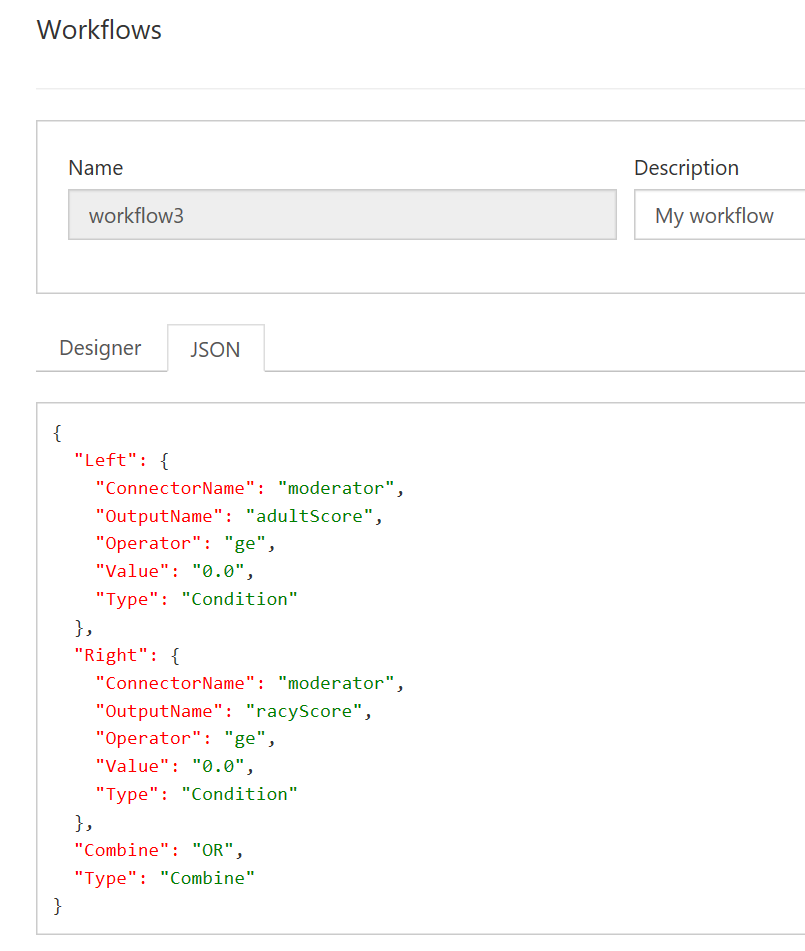 Workflows
Name
Description
workflow3
My workflow
Designer
JSON
{
"Left": {
"ConnectorName": "moderator",
"OutputName": "adultScore",
"Operator": "ge",
"Value": "0.0",
"Type": "Condition"
},
"Right": {
"ConnectorName": "moderator",
"OutputName": "racyScore",
"Operator": "ge",
"Value": "0.0",
"Type": "Condition"
},
"Combine": "OR",
"Type": "Combine"
}